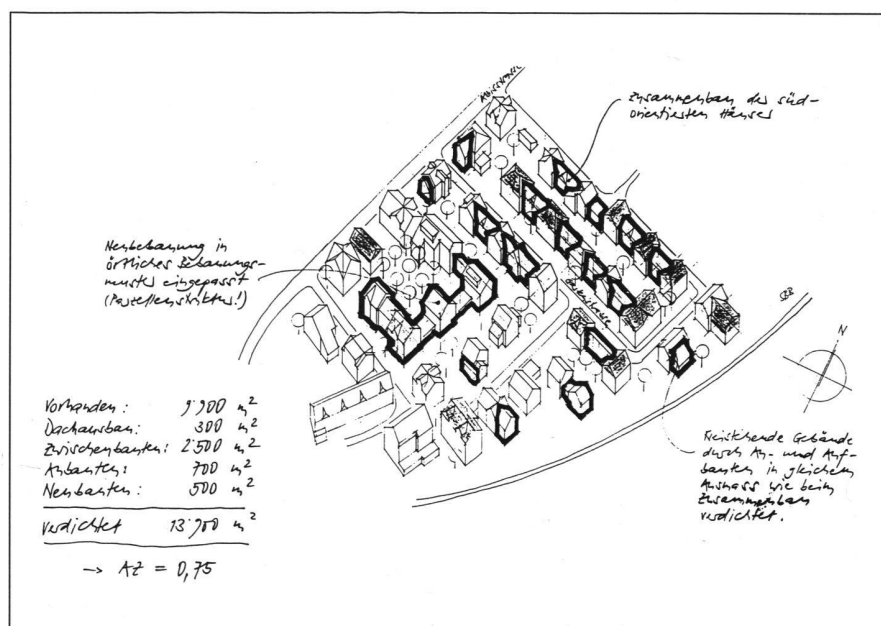 Zusammenbau der süd-
orientierten Häuser
Neubebauung in
örtliches Bebauungs-
muster eingepasst
(Parzellenstruktur!)
SBB
N
Vorhanden: 9'900 m²
Dachausbau: 300 m²
Zwischenbauten: 2'500 m²
Anbauten: 700 m²
Neubauten: 500 m²
Verdichtet 13'900 m²
→ AZ = 0,75
Freistehende Gebäude
durch An- und Auf-
bauten in gleichem
Ausmass wie beim
Zusammenbau
verdichtet.